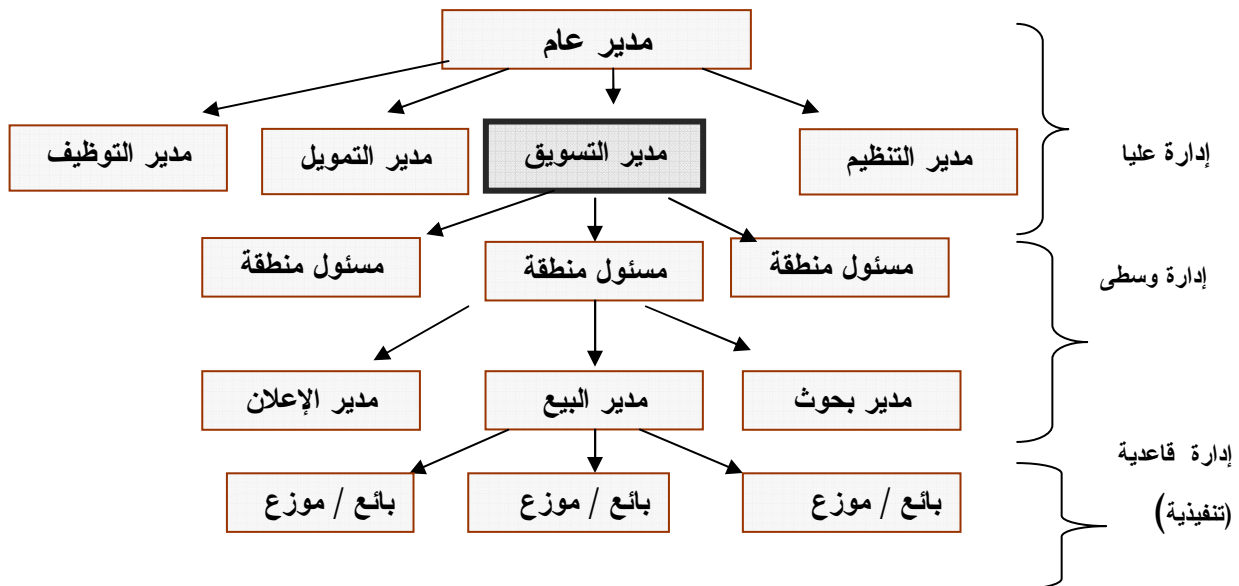 مدير عام
مدير التنظيم
مدير التسويق
مدير التمويل
مدير التوظيف
إدارة عليا
مسئول منطقة
مسئول منطقة
مسئول منطقة
إدارة وسطى
مدير بحوث
مدير البيع
مدير الإعلان
إدارة قاعدية
(تنفيذية)
بائع / موزع
بائع / موزع
بائع / موزع